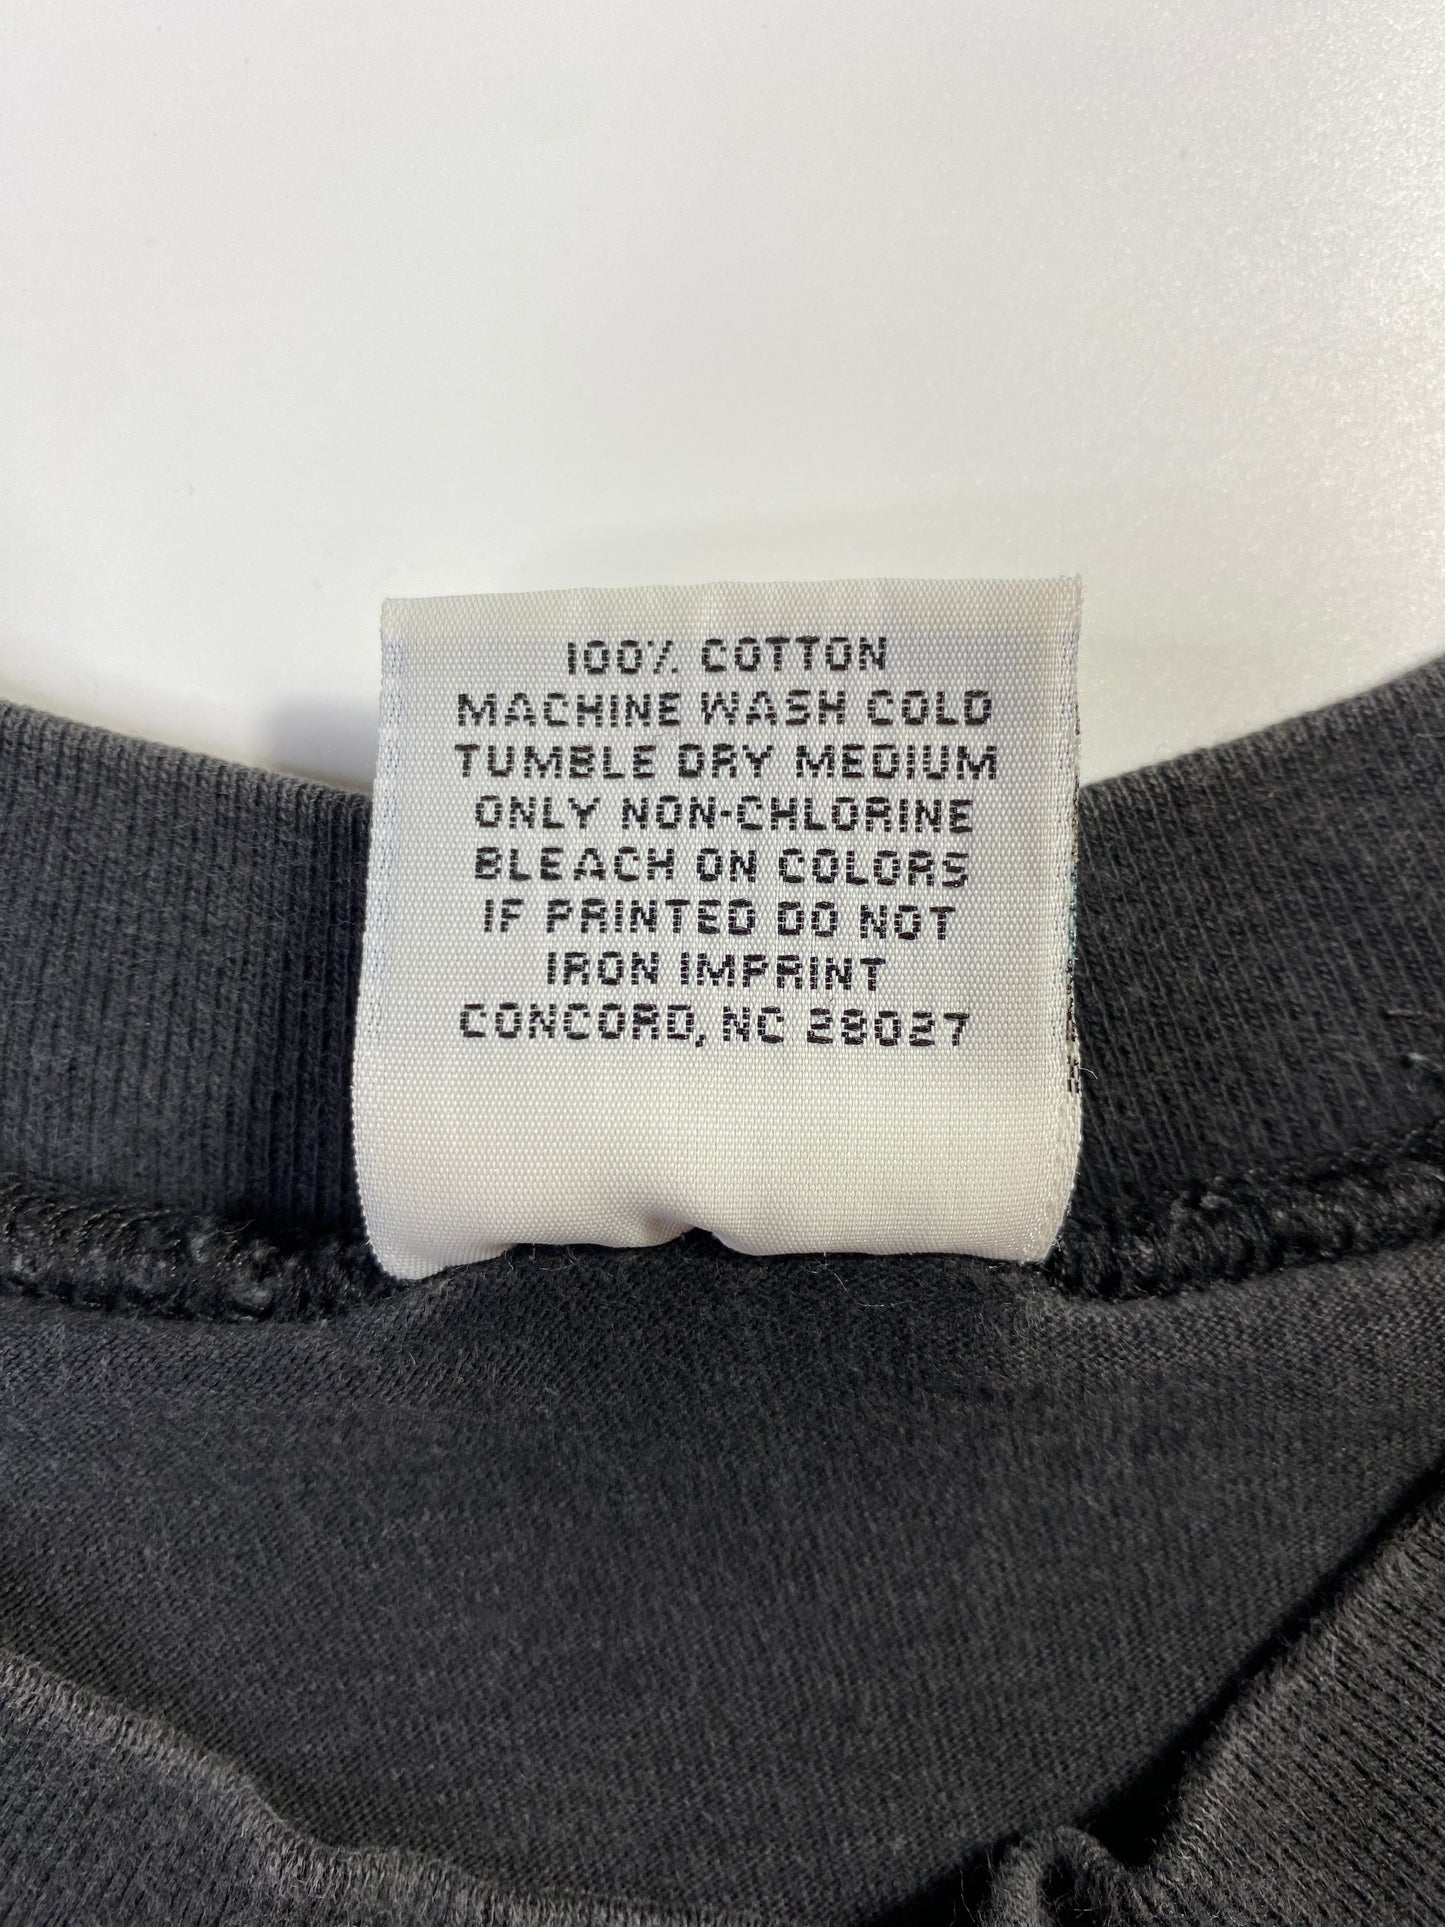 100% COTTON
MACHINE WASH COLD
TUMBLE DRY MEDIUM
ONLY NON-CHLORINE
BLEACH ON COLORS
IF PRINTED DO NOT
IRON IMPRINT
CONCORD, NC 28027